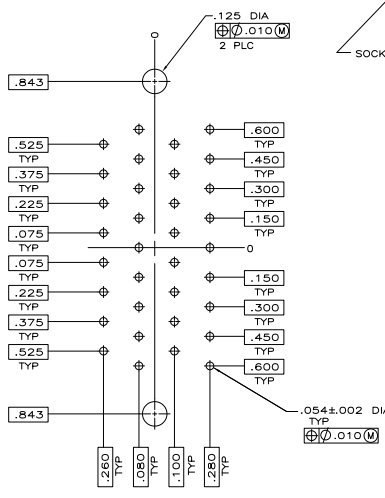 .125 DIA
⌖ ∅.010 Ⓜ
2 PLC
SOCK
0
.843
.525
TYP
.375
TYP
.225
TYP
.075
TYP
.075
TYP
.225
TYP
.375
TYP
.525
TYP
.843
.600
TYP
.450
TYP
.300
TYP
.150
TYP
0
.150
TYP
.300
TYP
.450
TYP
.600
TYP
.054±.002 DIA
TYP
⌖ ∅.010 Ⓜ
.260
TYP
.080
TYP
.100
TYP
.280
TYP